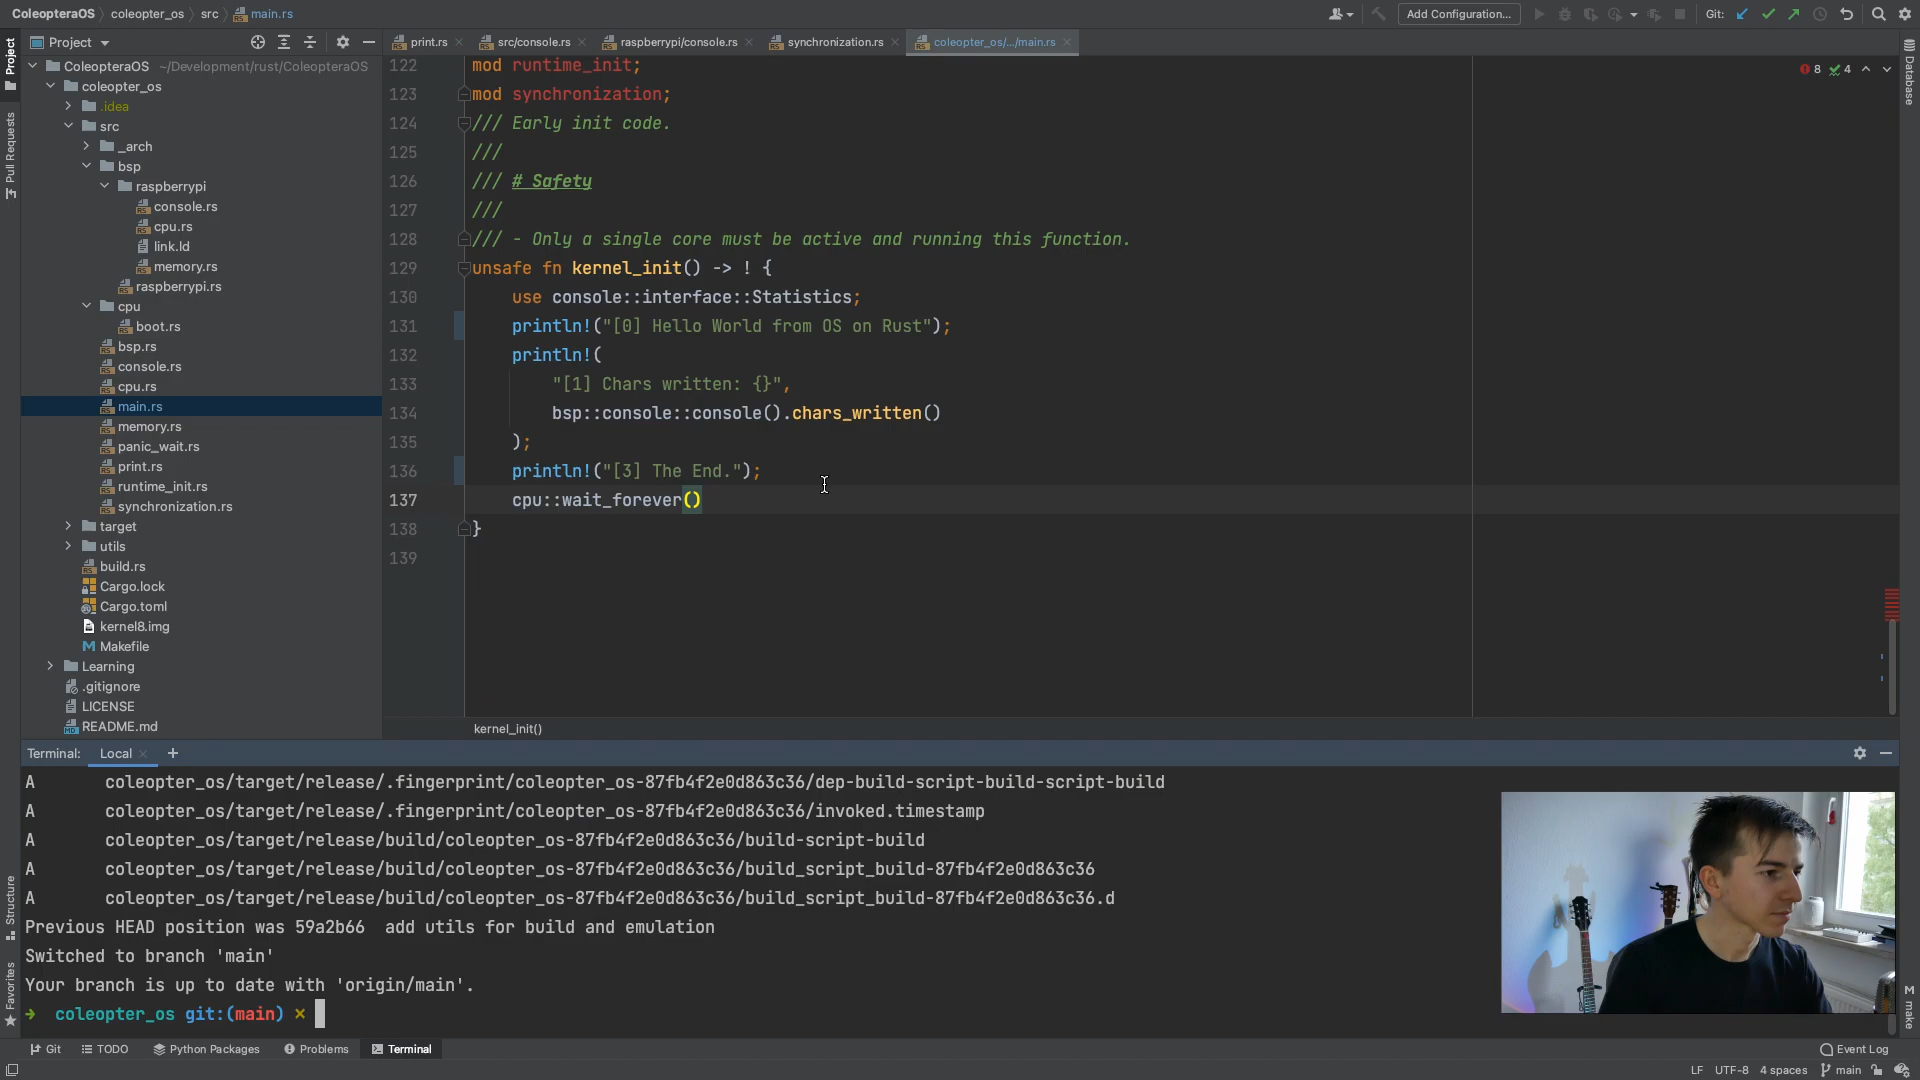 ColeopteraOS
coleopter_os
src
main.rs
Add Configuration...
Git:
Project
print.rs
src/console.rs
raspberrypi/console.rs
synchronization.rs
coleopter_os/.../main.rs
Project
Pull Requests
Structure
Favorites
Database
make
ColeopteraOS ~/Development/rust/ColeopteraOS
coleopter_os
.idea
src
_arch
bsp
raspberrypi
console.rs
cpu.rs
link.ld
memory.rs
raspberrypi.rs
cpu
boot.rs
bsp.rs
console.rs
cpu.rs
main.rs
memory.rs
panic_wait.rs
print.rs
runtime_init.rs
synchronization.rs
target
utils
build.rs
Cargo.lock
Cargo.toml
kernel8.img
Makefile
Learning
.gitignore
LICENSE
README.md
8 4
122 mod runtime_init;
123 mod synchronization;
124 /// Early init code.
125 ///
126 /// # Safety
127 ///
128 /// - Only a single core must be active and running this function.
129 unsafe fn kernel_init() -> ! {
130 use console::interface::Statistics;
131 println!("[0] Hello World from OS on Rust");
132 println!(
133 "[1] Chars written: {}",
134 bsp::console::console().chars_written()
135 );
136 println!("[3] The End.");
137 cpu::wait_forever()
138 }
139
kernel_init()
Terminal: Local
A coleopter_os/target/release/.fingerprint/coleopter_os-87fb4f2e0d863c36/dep-build-script-build-script-build
A coleopter_os/target/release/.fingerprint/coleopter_os-87fb4f2e0d863c36/invoked.timestamp
A coleopter_os/target/release/build/coleopter_os-87fb4f2e0d863c36/build-script-build
A coleopter_os/target/release/build/coleopter_os-87fb4f2e0d863c36/build_script_build-87fb4f2e0d863c36
A coleopter_os/target/release/build/coleopter_os-87fb4f2e0d863c36/build_script_build-87fb4f2e0d863c36.d
Previous HEAD position was 59a2b66 add utils for build and emulation
Switched to branch 'main'
Your branch is up to date with 'origin/main'.
coleopter_os git:(main) ×
Git
TODO
Python Packages
Problems
Terminal
Event Log
LF UTF-8 4 spaces main